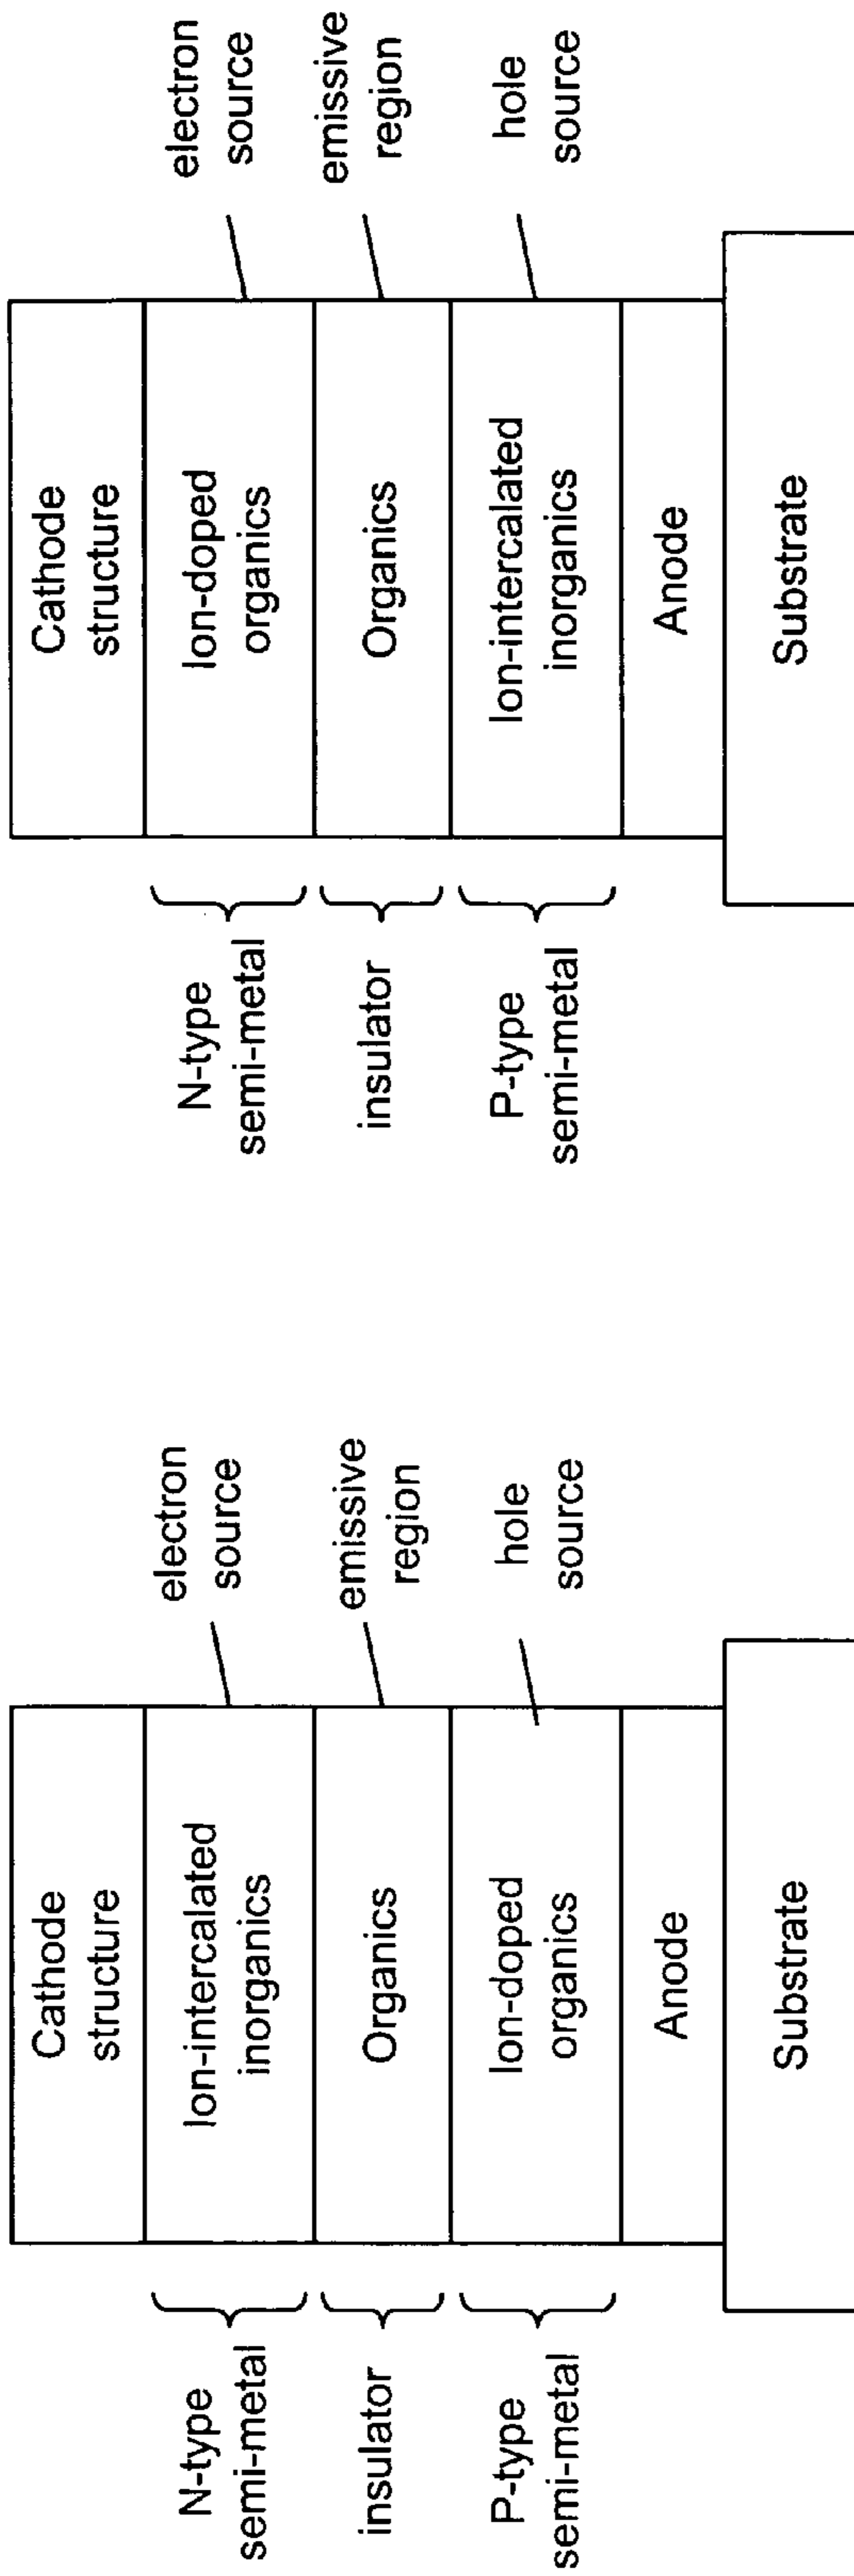 Cathode
structure
N-type
semi-metal
Ion-intercalated
inorganics
electron
source
insulator
Organics
emissive
region
P-type
semi-metal
Ion-doped
organics
hole
source
Anode
Substrate
Cathode
structure
N-type
semi-metal
Ion-doped
organics
electron
source
insulator
Organics
emissive
region
P-type
semi-metal
Ion-intercalated
inorganics
hole
source
Anode
Substrate